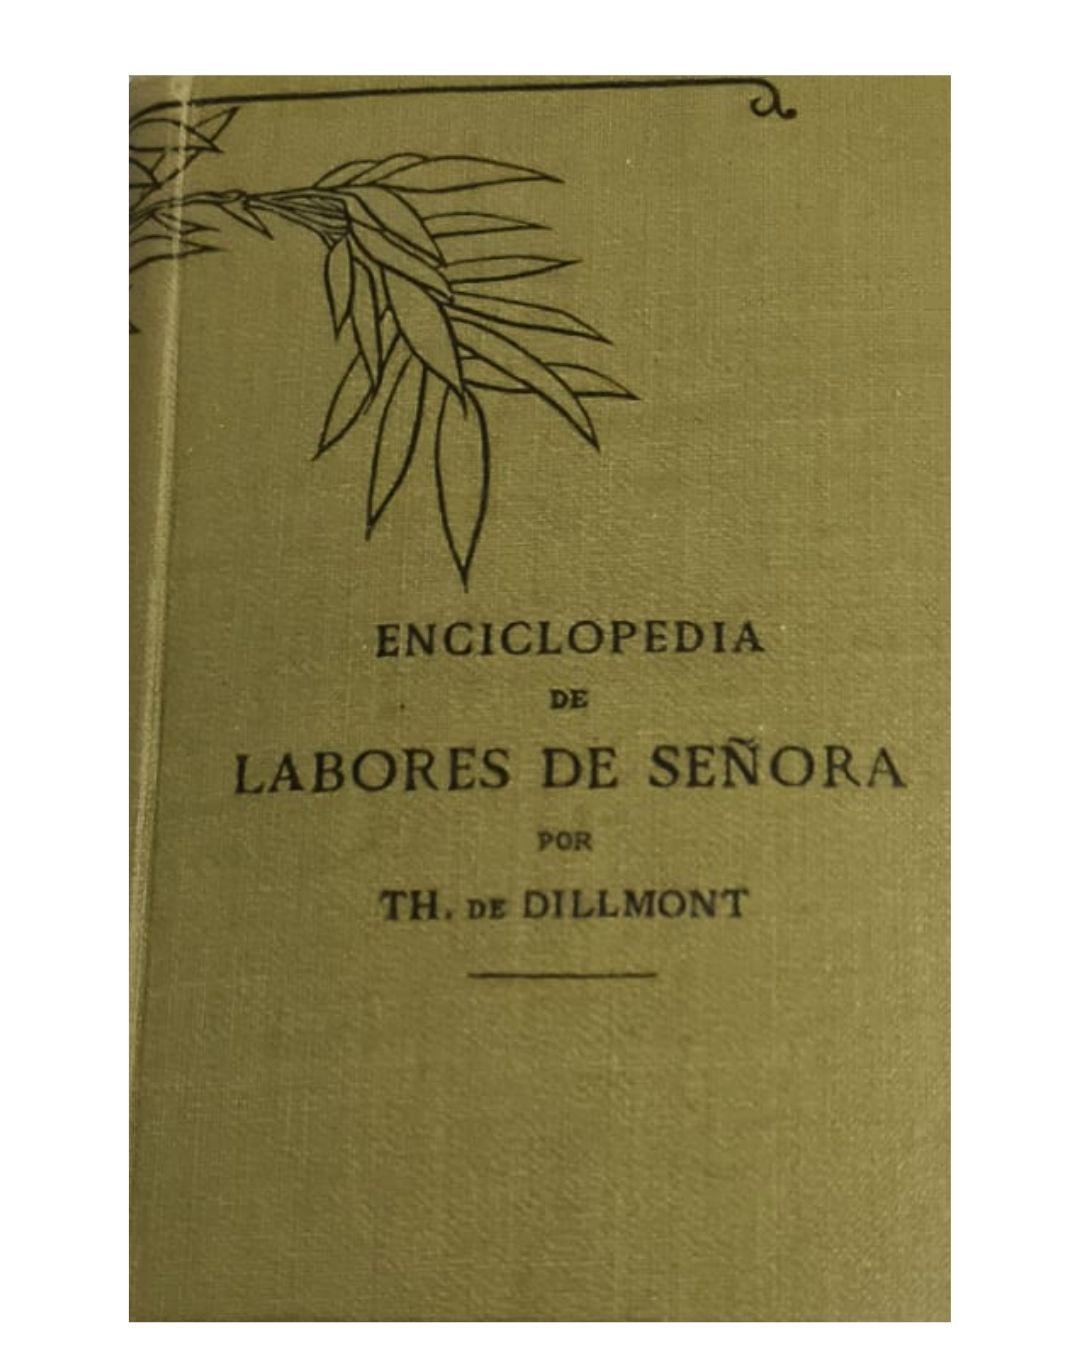 ENCICLOPEDIA
DE
LABORES DE SEÑORA
POR
TH. DE DILLMONT